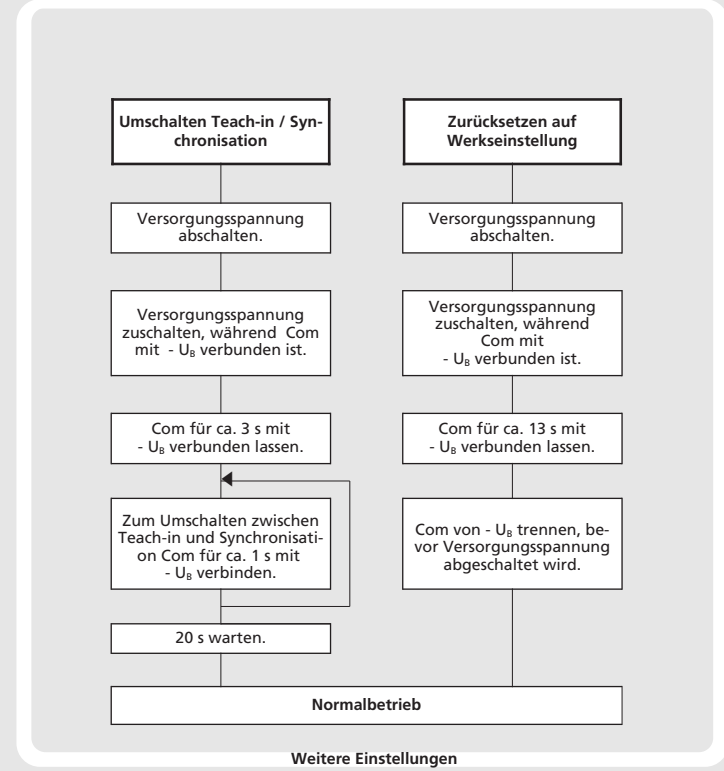 Umschalten Teach-in / Syn-
chronisation
Versorgungsspannung
abschalten.
Versorgungsspannung
zuschalten, während Com
mit - U_B verbunden ist.
Com für ca. 3 s mit
- U_B verbunden lassen.
Zum Umschalten zwischen
Teach-in und Synchronisati-
on Com für ca. 1 s mit
- U_B verbinden.
20 s warten.
Zurücksetzen auf
Werkseinstellung
Versorgungsspannung
abschalten.
Versorgungsspannung
zuschalten, während
Com mit
- U_B verbunden ist.
Com für ca. 13 s mit
- U_B verbunden lassen.
Com von - U_B trennen, be-
vor Versorgungsspannung
abgeschaltet wird.
Normalbetrieb
Weitere Einstellungen